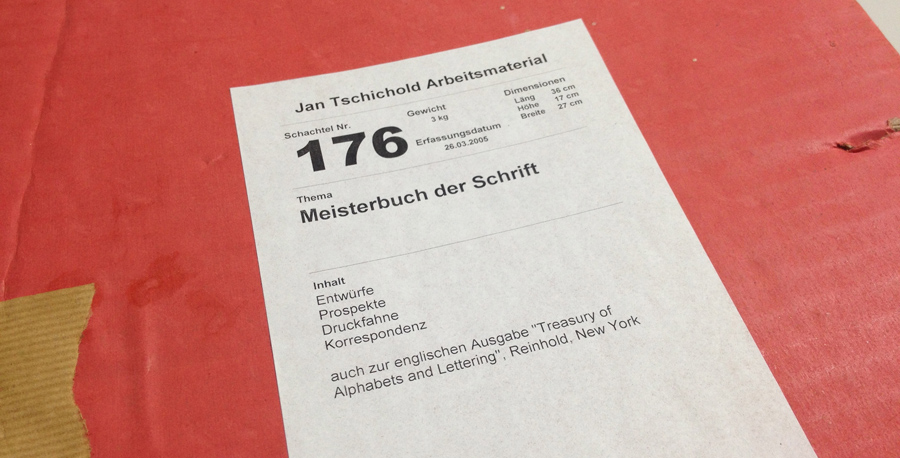 Jan Tschichold Arbeitsmaterial
Schachtel Nr.
176
Gewicht
3 kg
Erfassungsdatum
26.03.2005
Dimensionen
Läng 36 cm
Höhe 17 cm
Breite 27 cm
Thema
Meisterbuch der Schrift
Inhalt
Entwürfe
Prospekte
Druckfahne
Korrespondenz
auch zur englischen Ausgabe "Treasury of
Alphabets and Lettering", Reinhold, New York